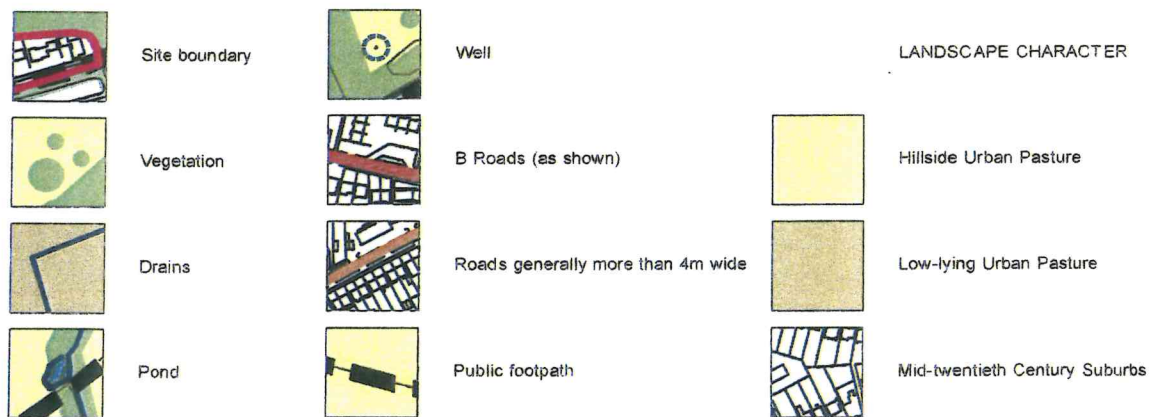 Site boundary
Vegetation
Drains
Pond
Well
B Roads (as shown)
Roads generally more than 4m wide
Public footpath
LANDSCAPE CHARACTER
Hillside Urban Pasture
Low-lying Urban Pasture
Mid-twentieth Century Suburbs